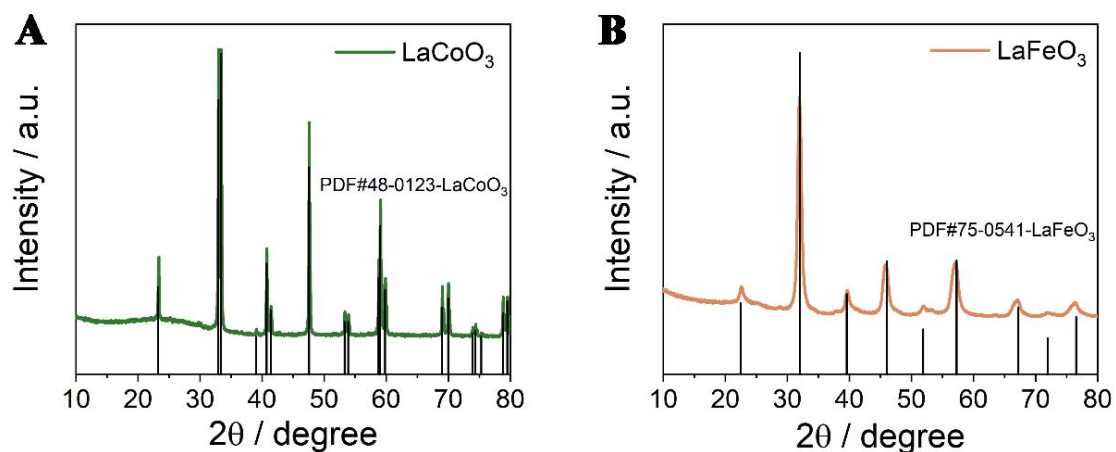 A
LaCoO₃
PDF#48-0123-LaCoO₃
Intensity / a.u.
10 20 30 40 50 60 70 80
2θ / degree
B
LaFeO₃
PDF#75-0541-LaFeO₃
Intensity / a.u.
10 20 30 40 50 60 70 80
2θ / degree